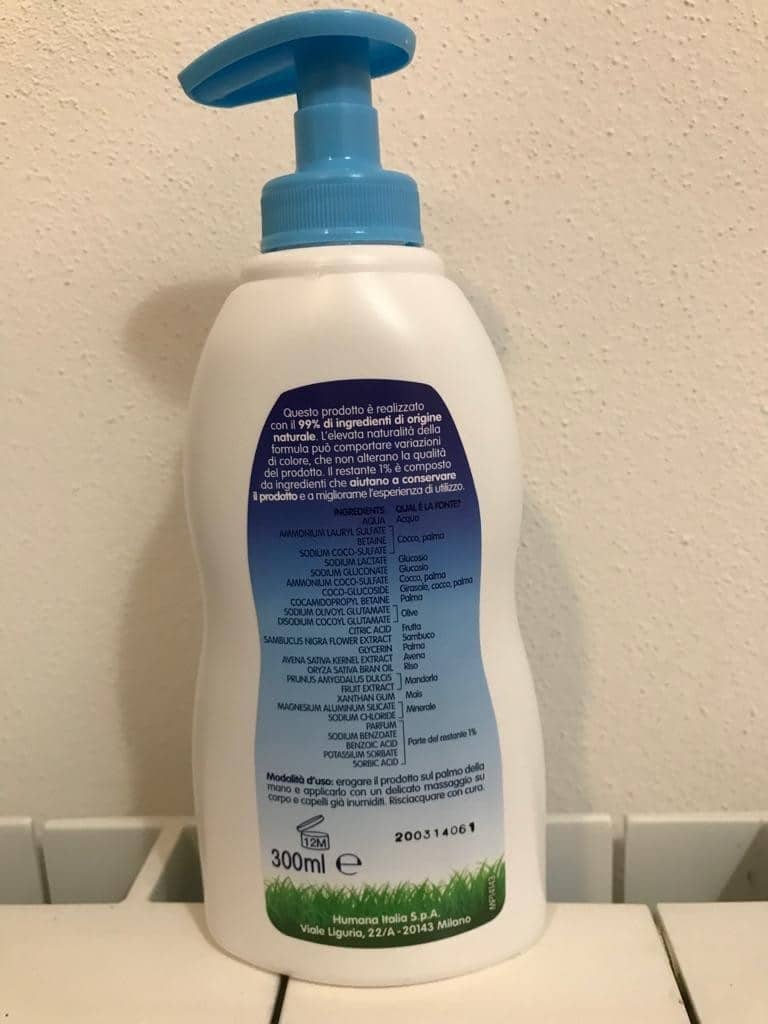 Questo prodotto è realizzato
con il 99% di ingredienti di origine
naturale. L'elevata naturalità della
formula può comportare variazioni
di colore, che non alterano la qualità
del prodotto. Il restante 1% è composto
da ingredienti che aiutano a conservare
il prodotto e a migliorarne l'esperienza di utilizzo.
INGREDIENTS QUAL È LA FONTE?
AQUA Acqua
AMMONIUM LAURYL SULFATE
BETAINE Cocco, palma
SODIUM COCO-SULFATE
SODIUM LACTATE Glucosio
SODIUM GLUCONATE Glucosio
AMMONIUM COCO-SULFATE Cocco, palma
COCO-GLUCOSIDE Girasole, cocco, palma
COCAMIDOPROPYL BETAINE Palma
SODIUM OLIVOYL GLUTAMATE Olive
DISODIUM COCOYL GLUTAMATE
CITRIC ACID Frutta
SAMBUCUS NIGRA FLOWER EXTRACT Sambuco
GLYCERIN Palma
AVENA SATIVA KERNEL EXTRACT Avena
ORYZA SATIVA BRAN OIL Riso
PRUNUS AMYGDALUS DULCIS Mandorla
FRUIT EXTRACT
XANTHAN GUM Mais
MAGNESIUM ALUMINUM SILICATE Minerale
SODIUM CHLORIDE
PARFUM
SODIUM BENZOATE
BENZOIC ACID Parte del restante 1%
POTASSIUM SORBATE
SORBIC ACID
Modalità d'uso: erogare il prodotto sul palmo della
mano e applicarlo con un delicato massaggio su
corpo e capelli già inumiditi. Risciacquare con cura.
12M
200314061
300ml e
Humana Italia S.p.A.
Viale Liguria, 22/A - 20143 Milano